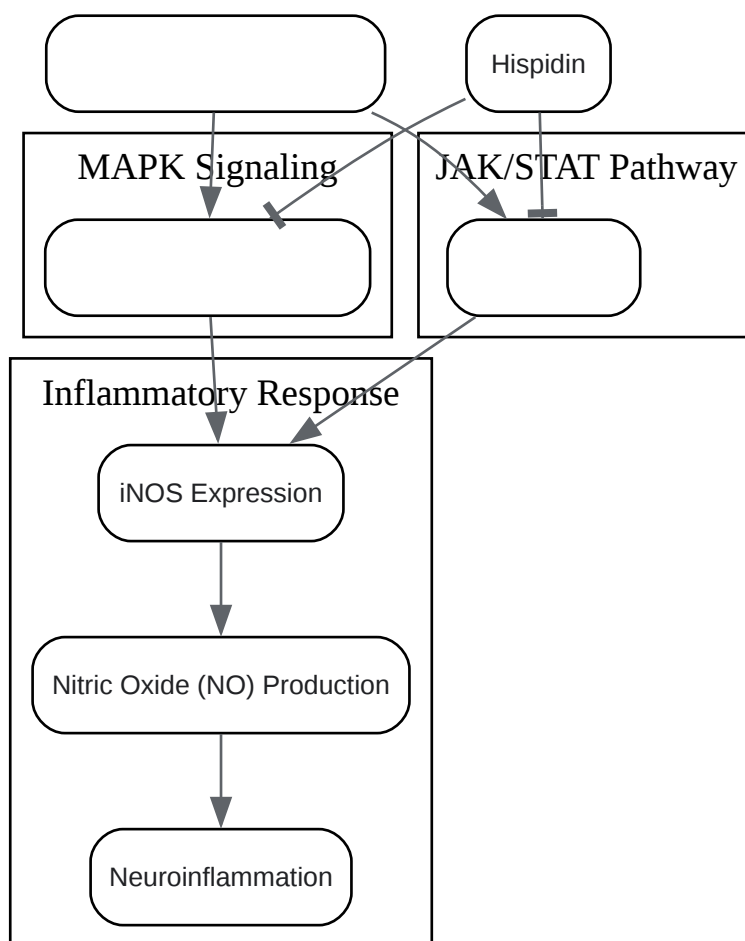 Hispidin
MAPK Signaling
JAK/STAT Pathway
Inflammatory Response
iNOS Expression
Nitric Oxide (NO) Production
Neuroinflammation